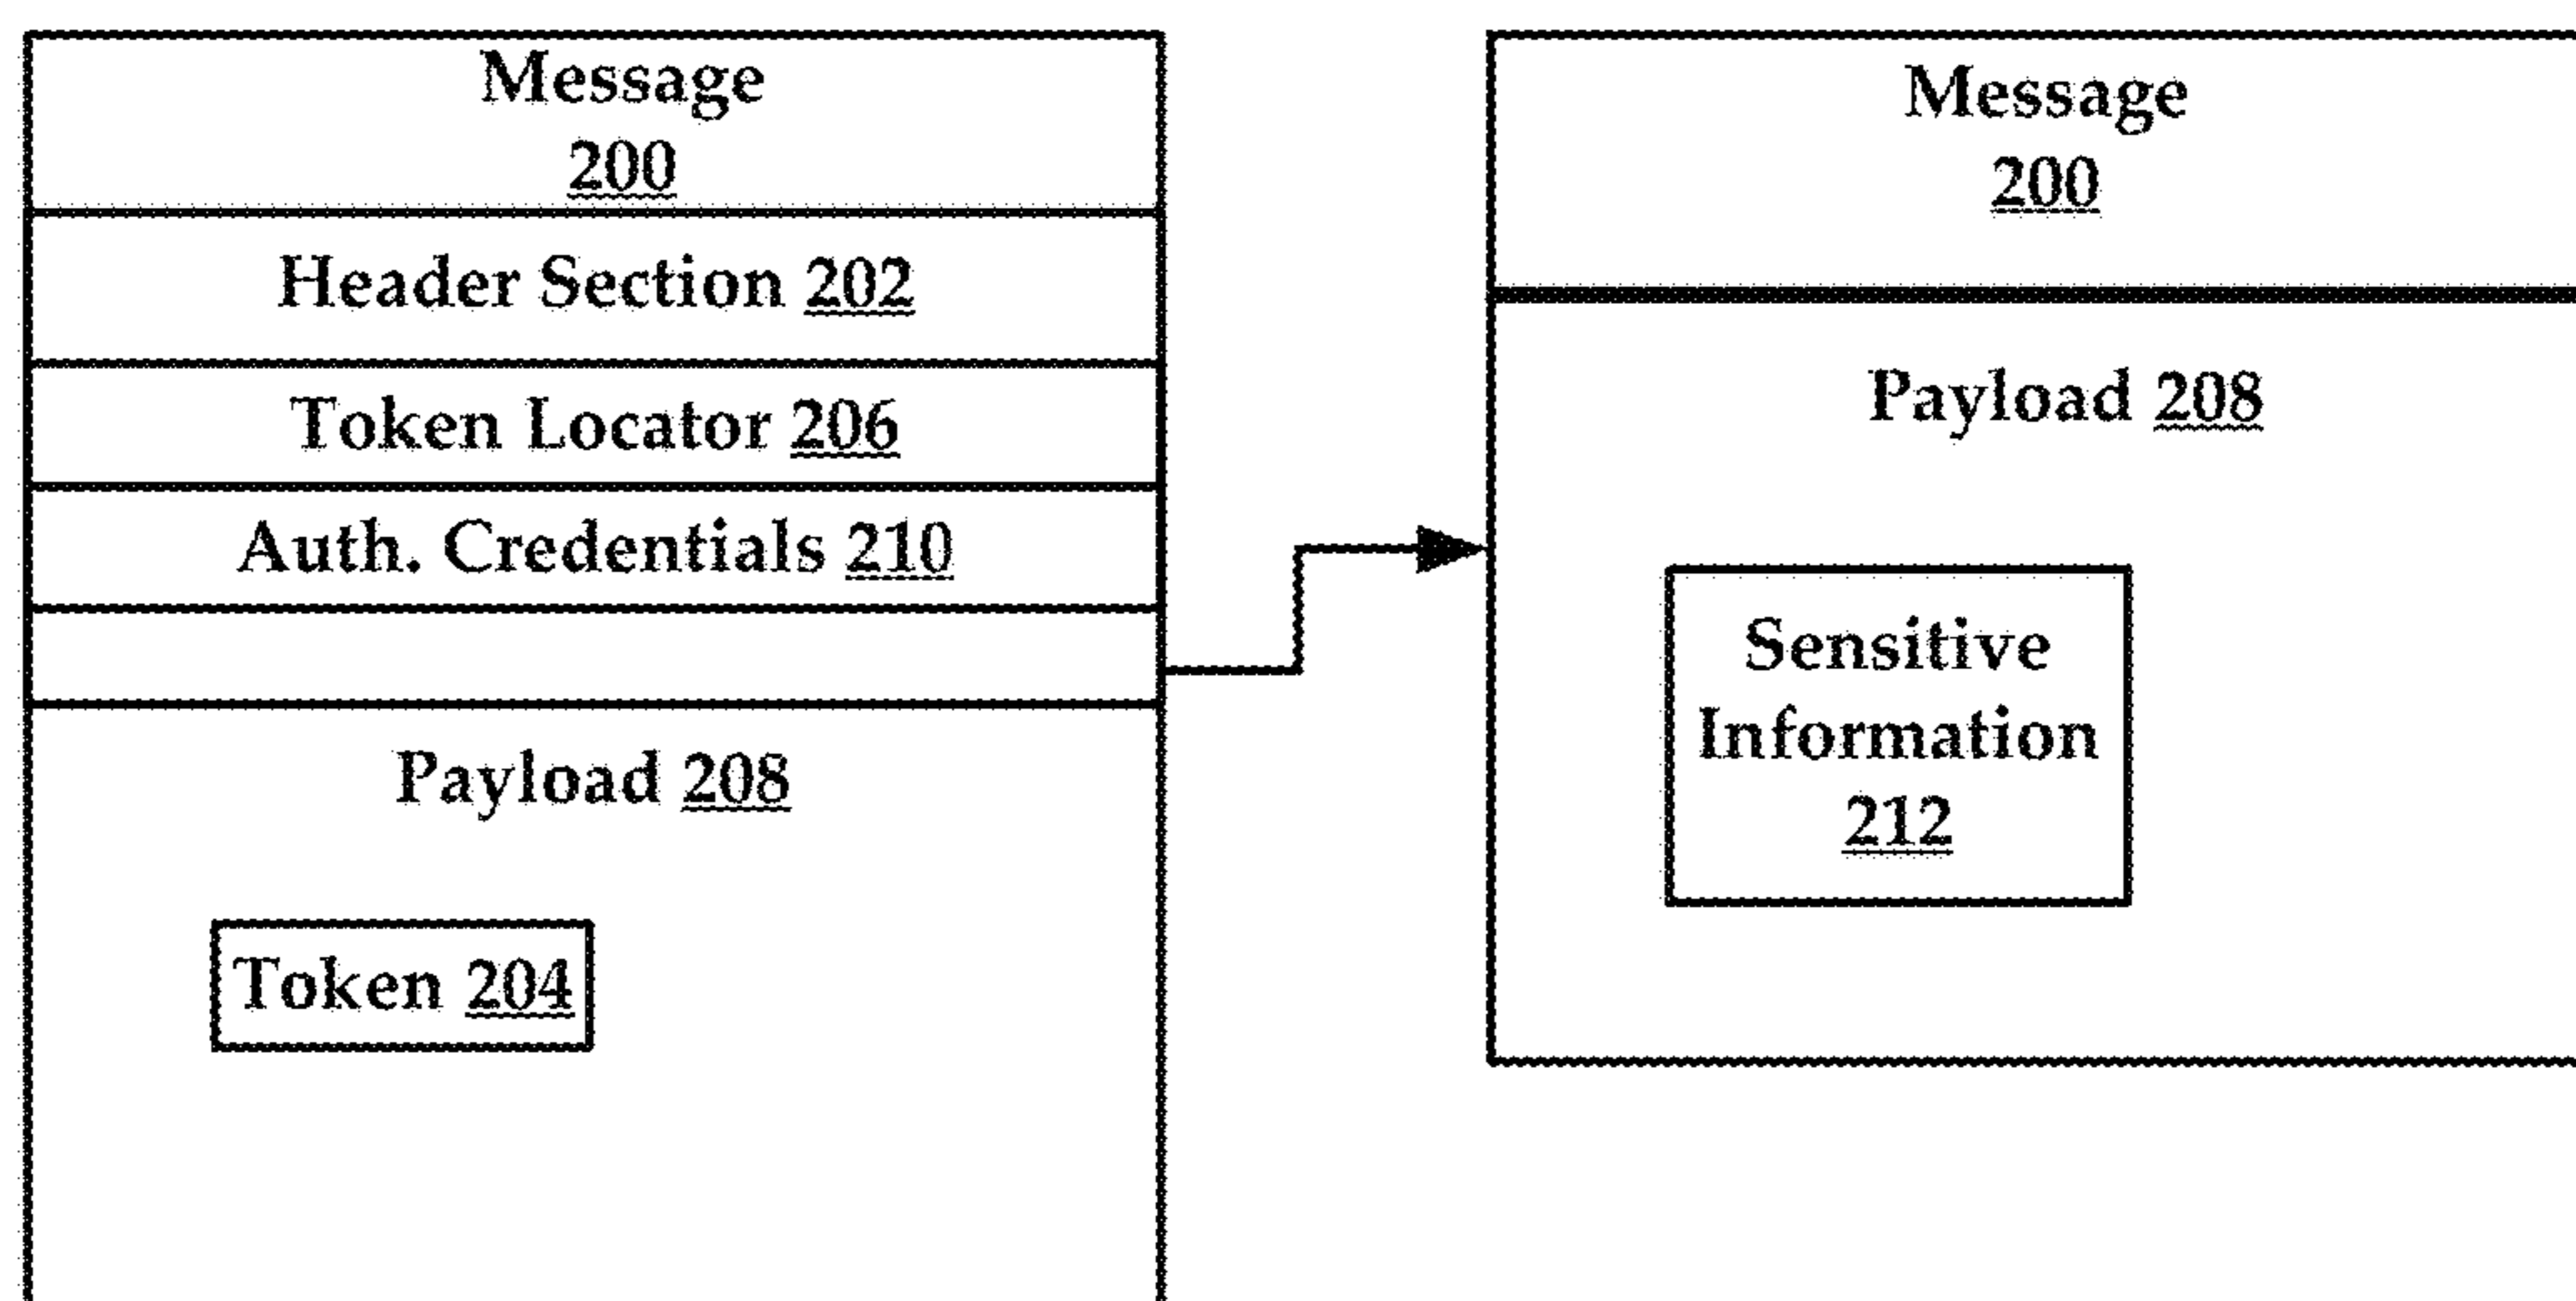 Message
200
Header Section 202
Token Locator 206
Auth. Credentials 210
Payload 208
Token 204
Message
200
Payload 208
Sensitive
Information
212